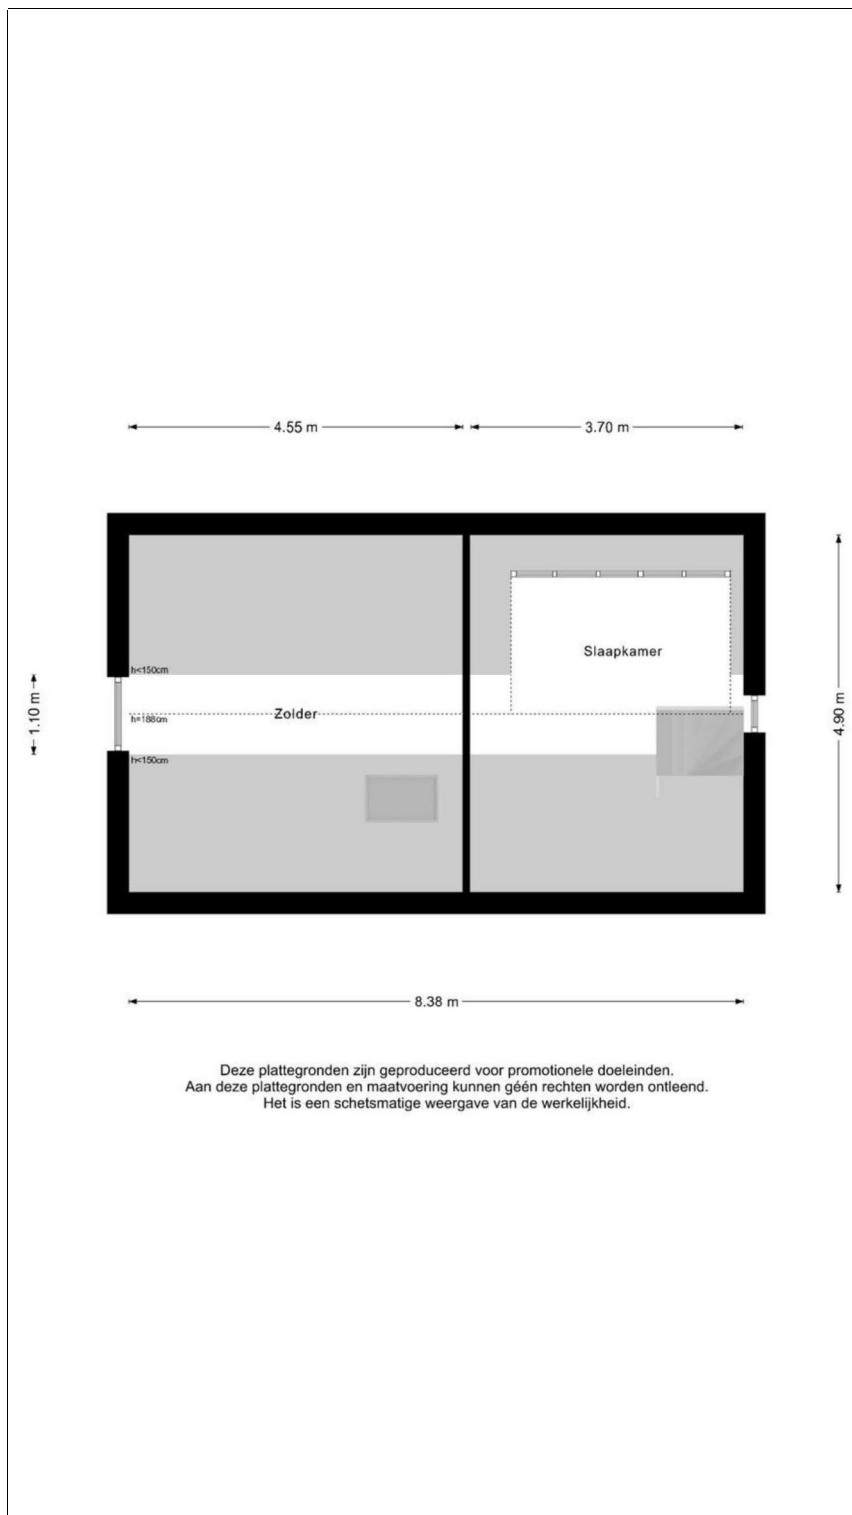 4.55 m
3.70 m
Slaapkamer
h<150cm
1.10 m
h=188cm
Zolder
4.90 m
h<150cm
8.38 m
Deze plattegronden zijn geproduceerd voor promotionele doeleinden.
Aan deze plattegronden en maatvoering kunnen géén rechten worden ontleend.
Het is een schetsmatige weergave van de werkelijkheid.